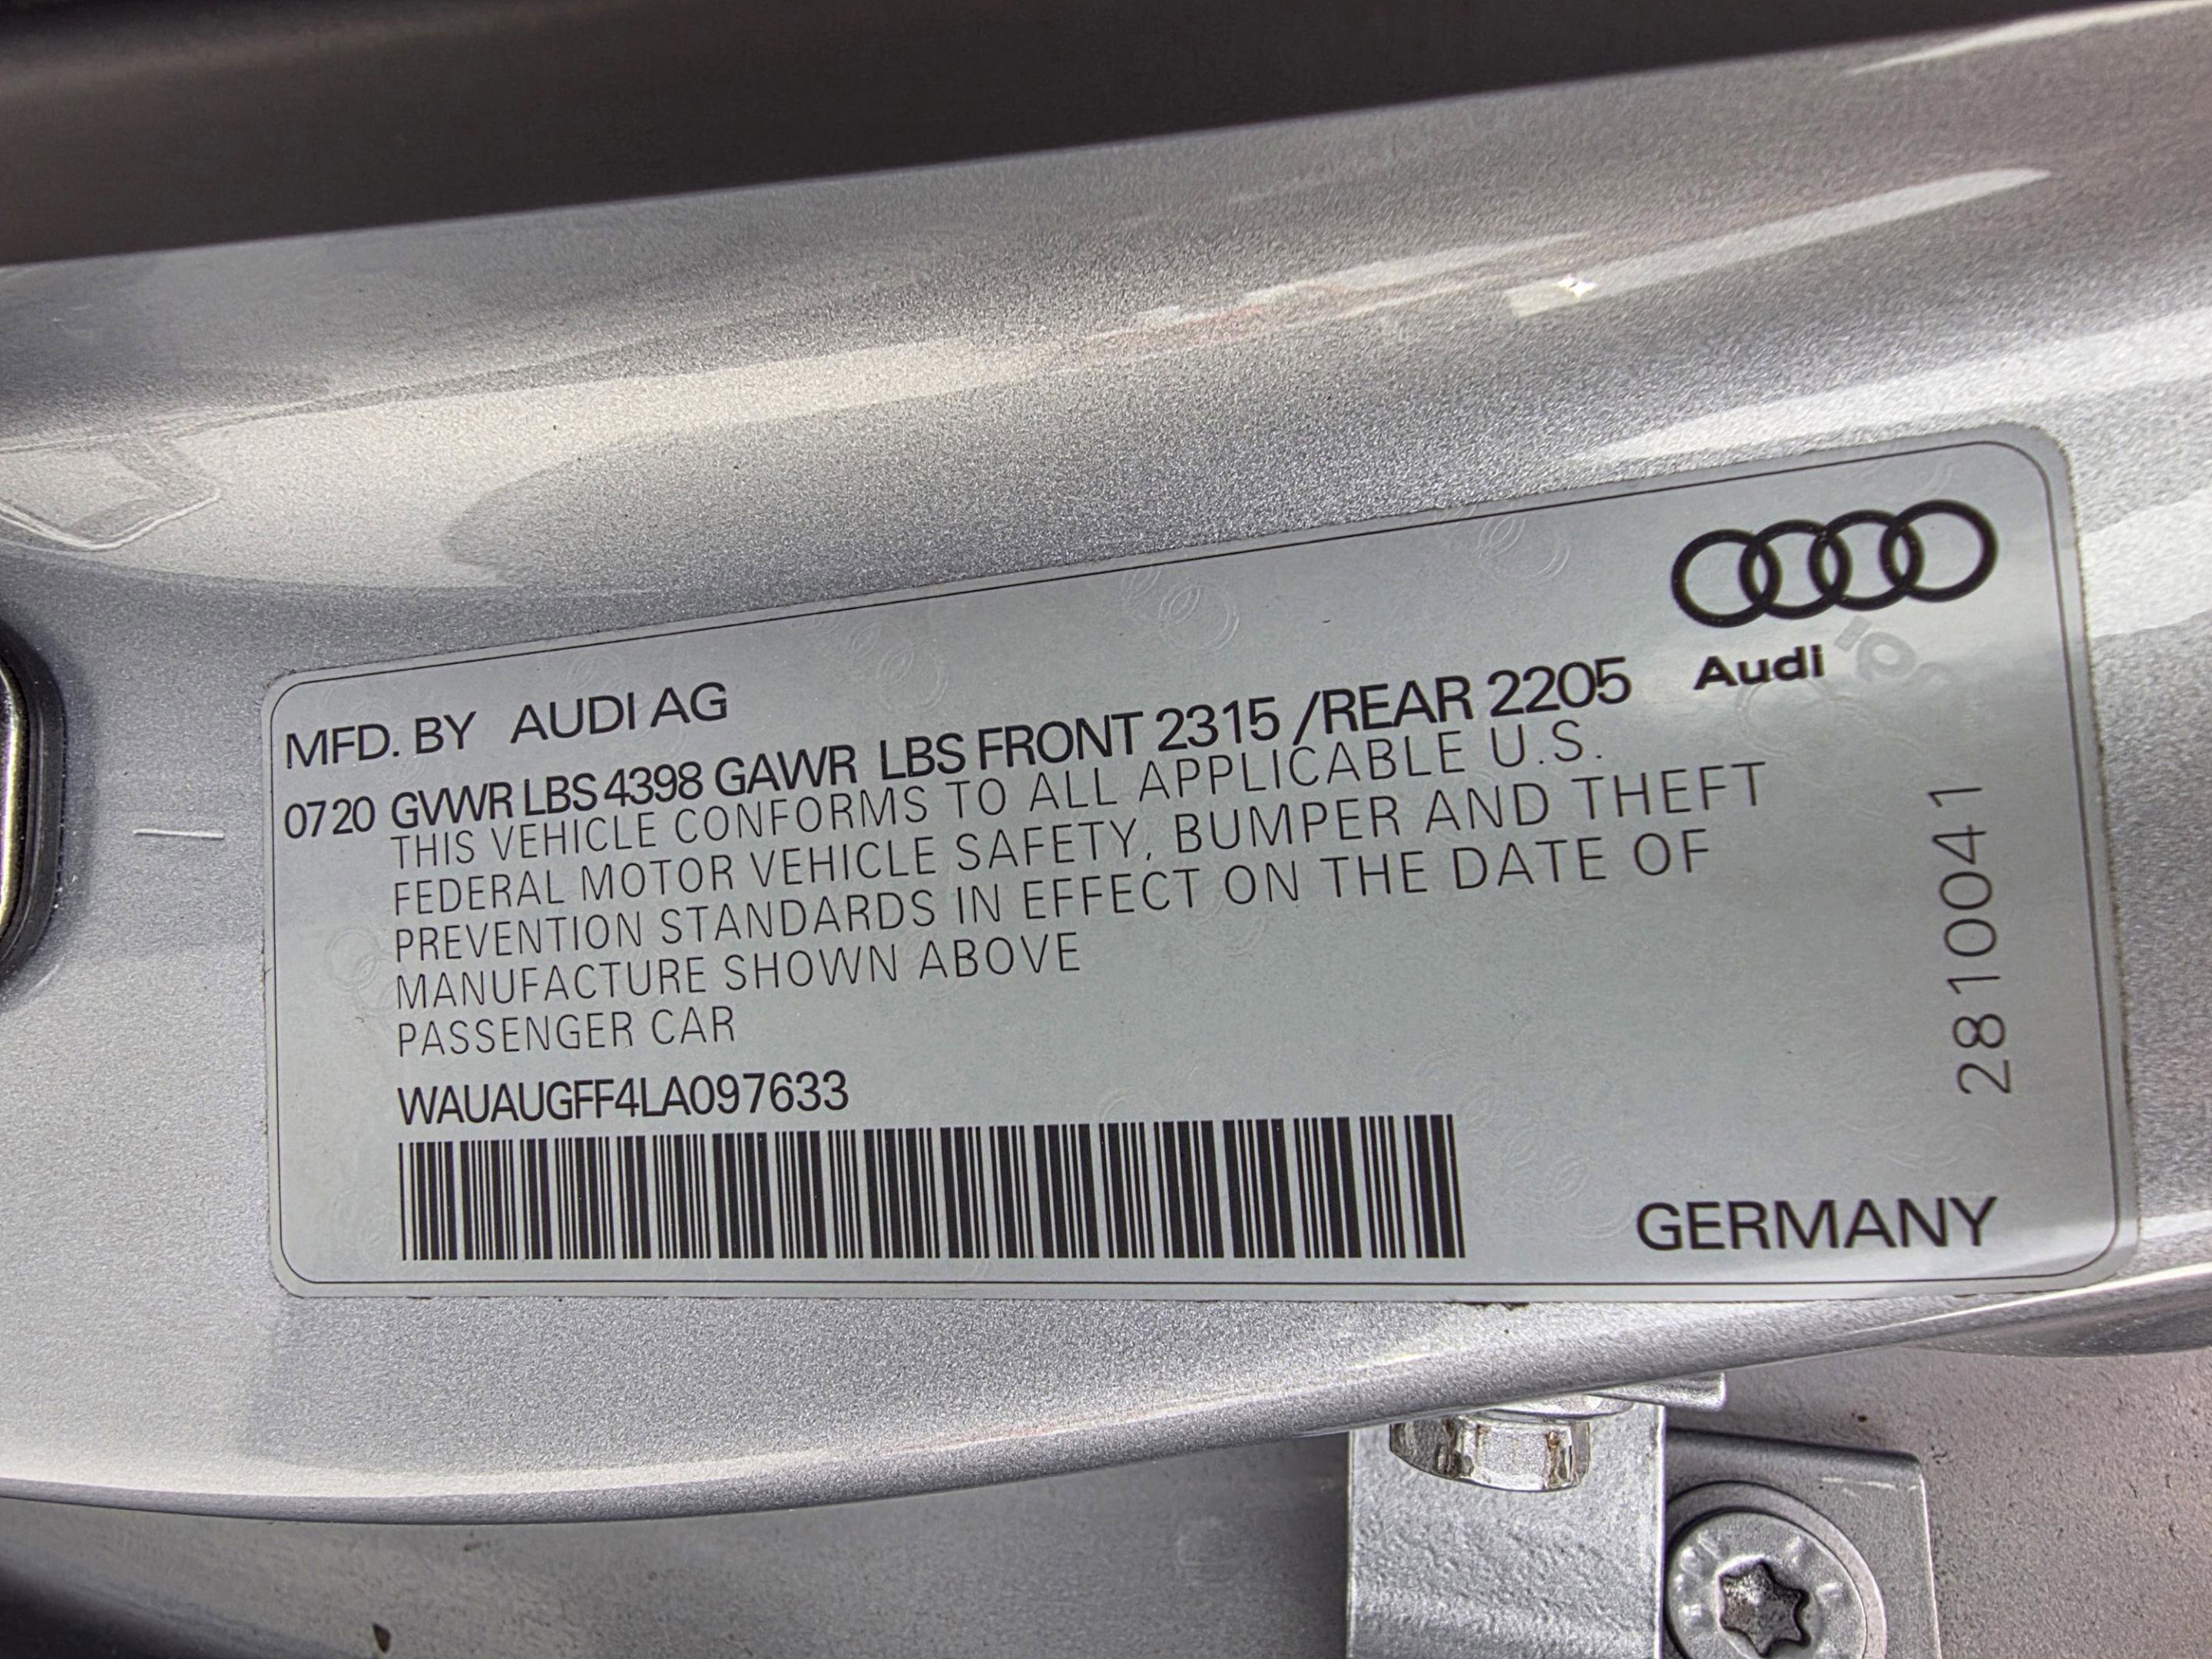 Audi
MFD. BY AUDI AG
0720 GVWR LBS 4398 GAWR LBS FRONT 2315 /REAR 2205
THIS VEHICLE CONFORMS TO ALL APPLICABLE U.S.
FEDERAL MOTOR VEHICLE SAFETY, BUMPER AND THEFT
PREVENTION STANDARDS IN EFFECT ON THE DATE OF
MANUFACTURE SHOWN ABOVE
PASSENGER CAR
WAUAUGFF4LA097633
2810041
GERMANY